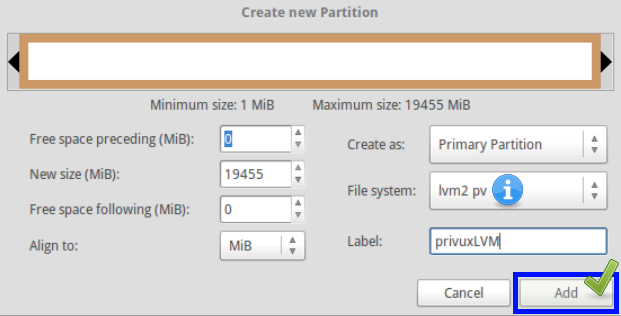 Create new Partition
Minimum size: 1 MiB Maximum size: 19455 MiB
Free space preceding (MiB): 0
Create as: Primary Partition
New size (MiB): 19455
File system: lvm2 pv
Free space following (MiB): 0
Label: privuxLVM
Align to: MiB
Cancel Add